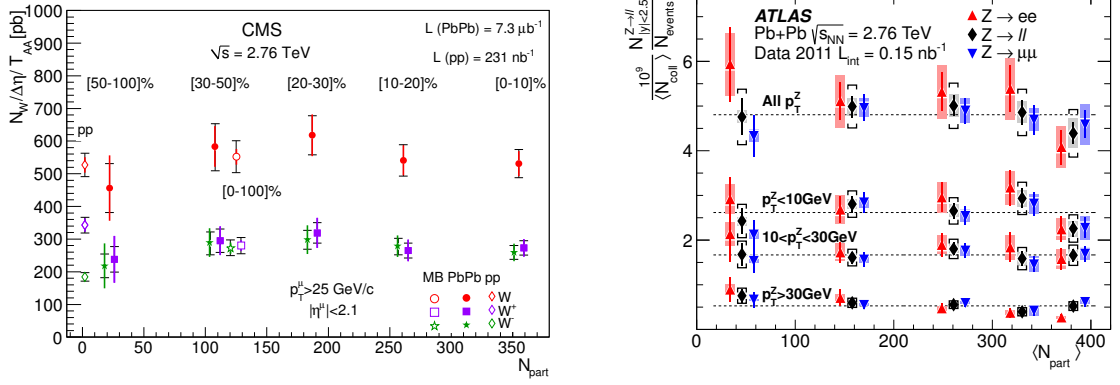 CMS
L (PbPb) = 7.3 μb⁻¹
√s = 2.76 TeV
L (pp) = 231 nb⁻¹
[50-100]% [30-50]% [20-30]% [10-20]% [0-10]%
pp
[0-100]%
p_T^μ>25 GeV/c
|η^μ|<2.1
MB PbPb pp
W
W⁺
W⁻
N_W/Δη/ T_AA [pb]
1000
900
800
700
600
500
400
300
200
100
0
0 50 100 150 200 250 300 350
N_part
ATLAS
Pb+Pb √s_NN = 2.76 TeV
Data 2011 L_int = 0.15 nb⁻¹
Z→ee
Z→ll
Z→μμ
All p_T^Z
p_T^Z<10GeV
10<p_T^Z<30GeV
p_T^Z>30GeV
10⁹/⟨N_coll⟩ N_|y|<2.5^Z→ll/N_events
6
4
2
0 100 200 300 400
⟨N_part⟩